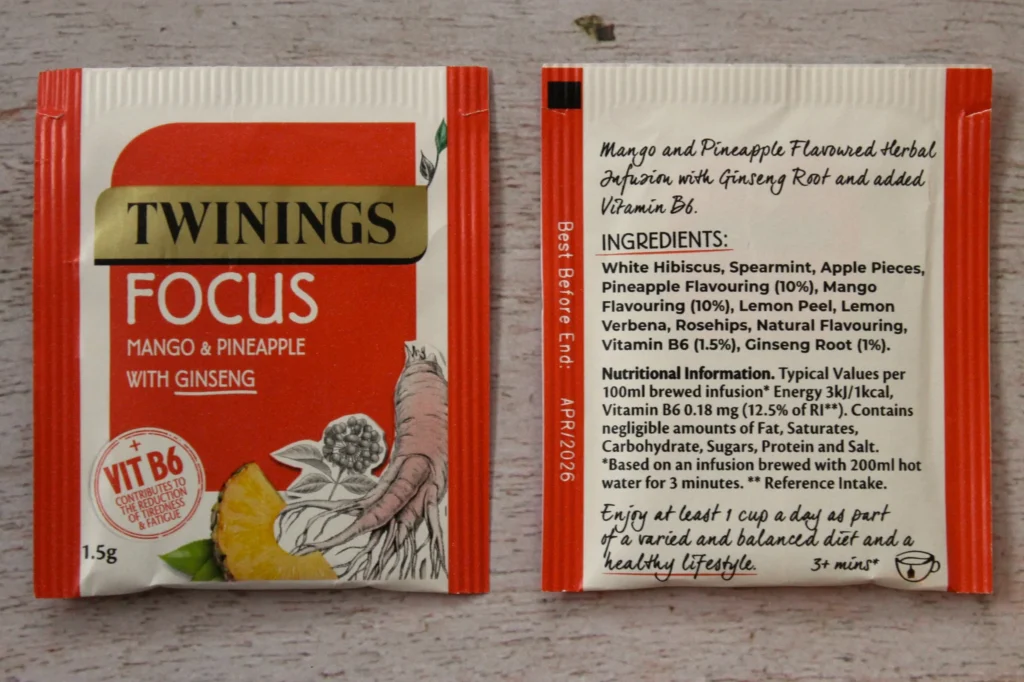 TWININGS
FOCUS
MANGO & PINEAPPLE
WITH GINSENG
+
VIT B6
CONTRIBUTES TO
THE REDUCTION
OF TIREDNESS
& FATIGUE
1.5g
Best Before End: APR/2026
Mango and Pineapple Flavoured Herbal
Infusion with Ginseng Root and added
Vitamin B6.
INGREDIENTS:
White Hibiscus, Spearmint, Apple Pieces,
Pineapple Flavouring (10%), Mango
Flavouring (10%), Lemon Peel, Lemon
Verbena, Rosehips, Natural Flavouring,
Vitamin B6 (1.5%), Ginseng Root (1%).
Nutritional Information. Typical Values per
100ml brewed infusion* Energy 3kJ/1kcal,
Vitamin B6 0.18 mg (12.5% of RI**). Contains
negligible amounts of Fat, Saturates,
Carbohydrate, Sugars, Protein and Salt.
*Based on an infusion brewed with 200ml hot
water for 3 minutes. ** Reference Intake.
Enjoy at least 1 cup a day as part
of a varied and balanced diet and a
healthy lifestyle. 3+ mins*